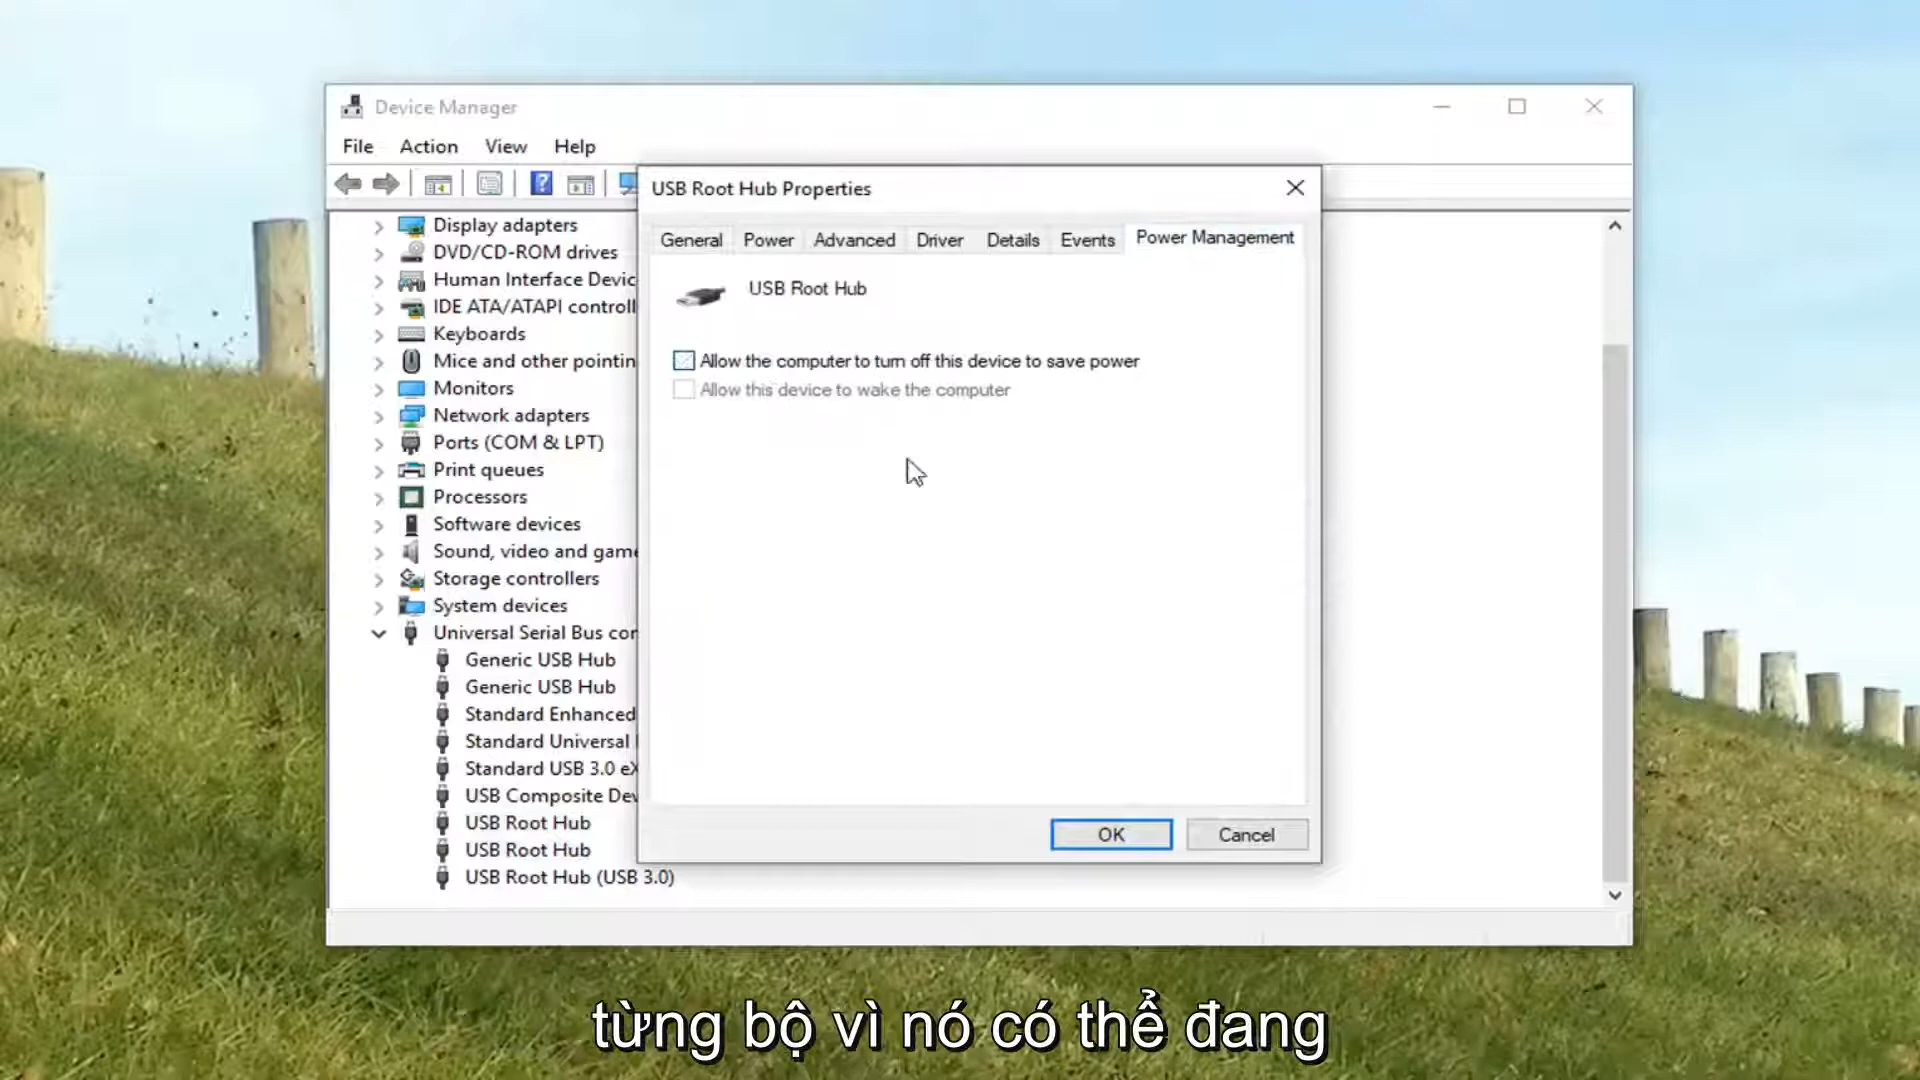 Device Manager
File Action View Help
USB Root Hub Properties
General Power Advanced Driver Details Events Power Management
USB Root Hub
Allow the computer to turn off this device to save power
Allow this device to wake the computer
OK Cancel
Display adapters
DVD/CD-ROM drives
Human Interface Devic
IDE ATA/ATAPI controll
Keyboards
Mice and other pointin
Monitors
Network adapters
Ports (COM & LPT)
Print queues
Processors
Software devices
Sound, video and game
Storage controllers
System devices
Universal Serial Bus con
Generic USB Hub
Generic USB Hub
Standard Enhanced
Standard Universal
Standard USB 3.0 eX
USB Composite Dev
USB Root Hub
USB Root Hub
USB Root Hub (USB 3.0)
từng bộ vì nó có thể đang